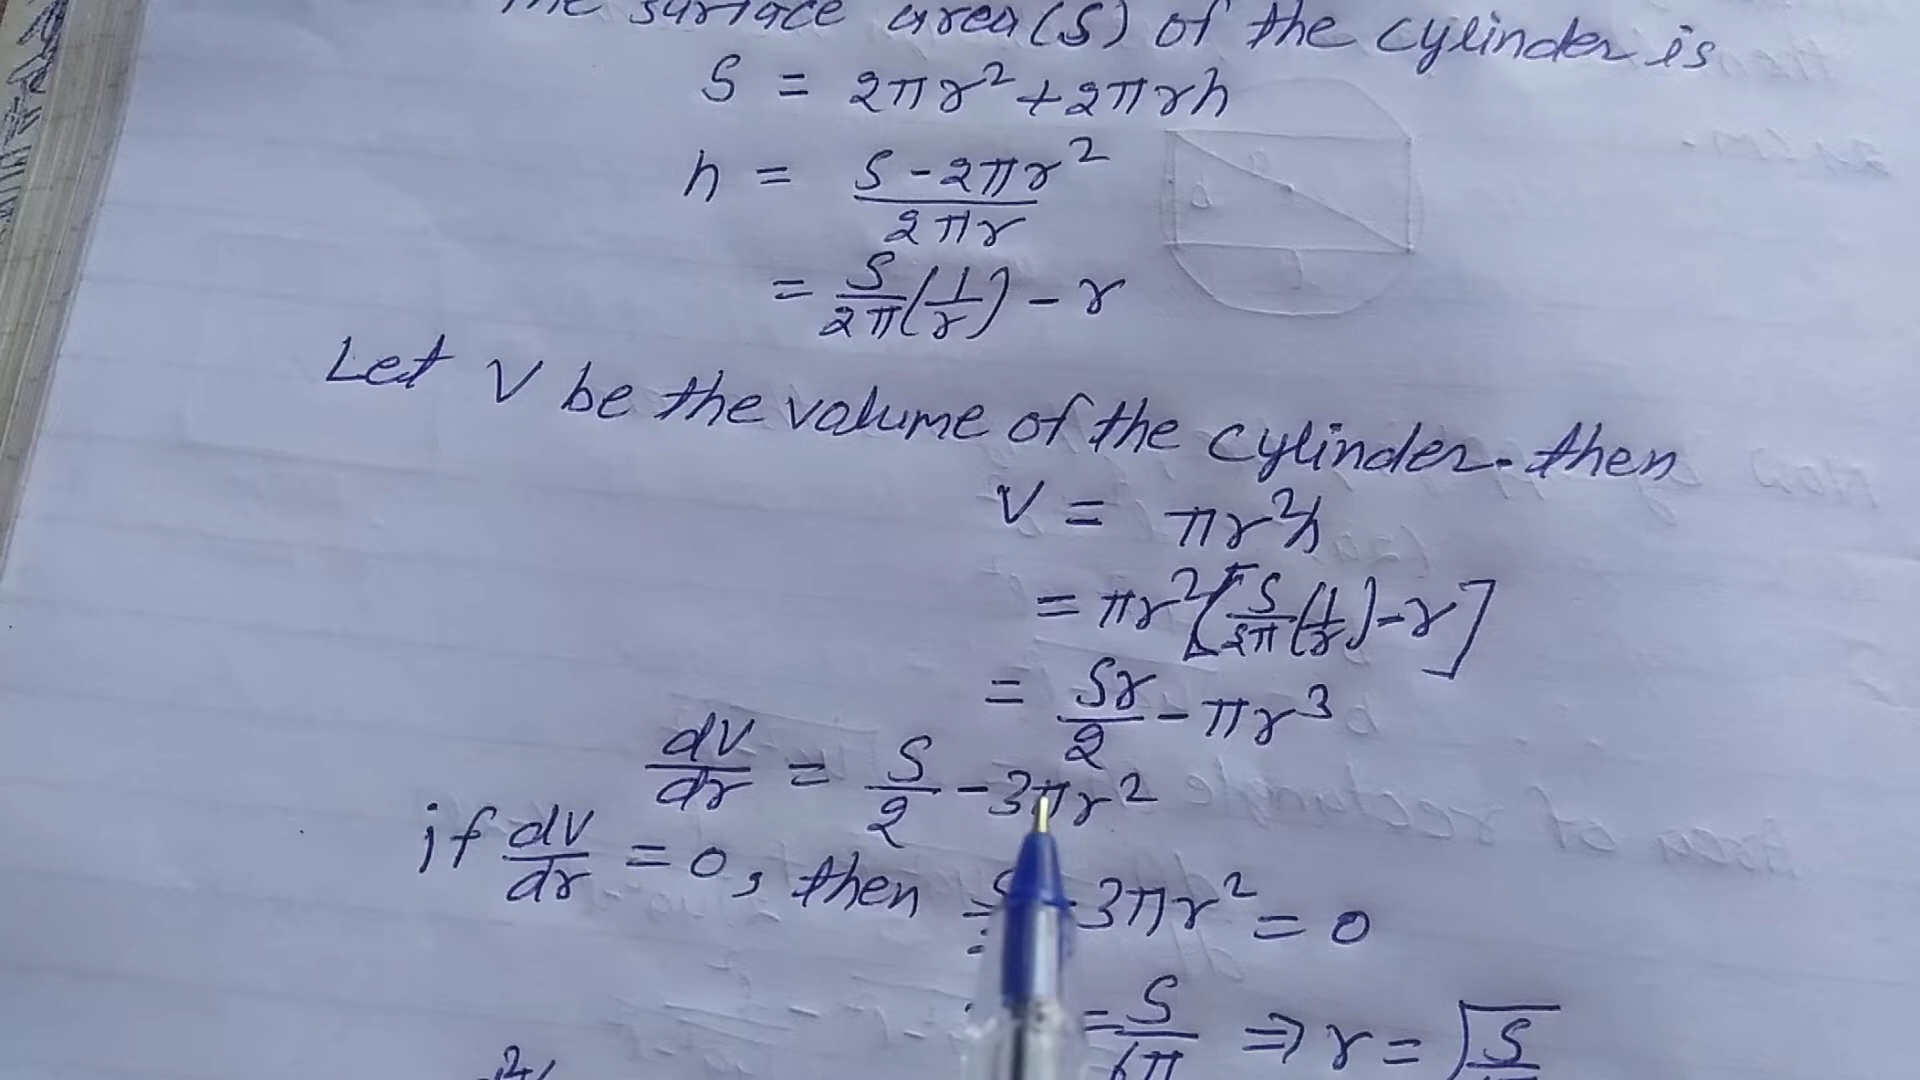 The surface area (S) of the cylinder is
S = 2πr² + 2πrh
h = (S - 2πr²)/(2πr)
= S/2π (1/r) - r
Let V be the volume of the cylinder. then
V = πr²h
= πr² [S/2π (1/r) - r]
= Sr/2 - πr³
dV/dr = S/2 - 3πr²
if dV/dr = 0, then - 3πr² = 0
= S/6π ⇒ r = √S